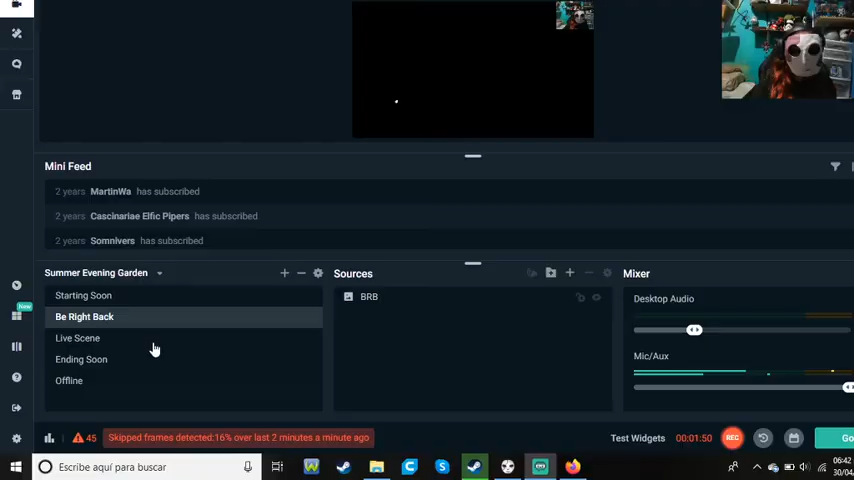 Mini Feed
2 years MartinWa has subscribed
2 years Cascinariae Elfic Pipers has subscribed
2 years Somnivers has subscribed
Summer Evening Garden
Sources
Mixer
Starting Soon
Be Right Back
Live Scene
Ending Soon
Offline
BRB
Desktop Audio
Mic/Aux
New
45
Skipped frames detected:16% over last 2 minutes a minute ago
Test Widgets
00:01:50
REC
Go
Escribe aquí para buscar
06:42
30/04